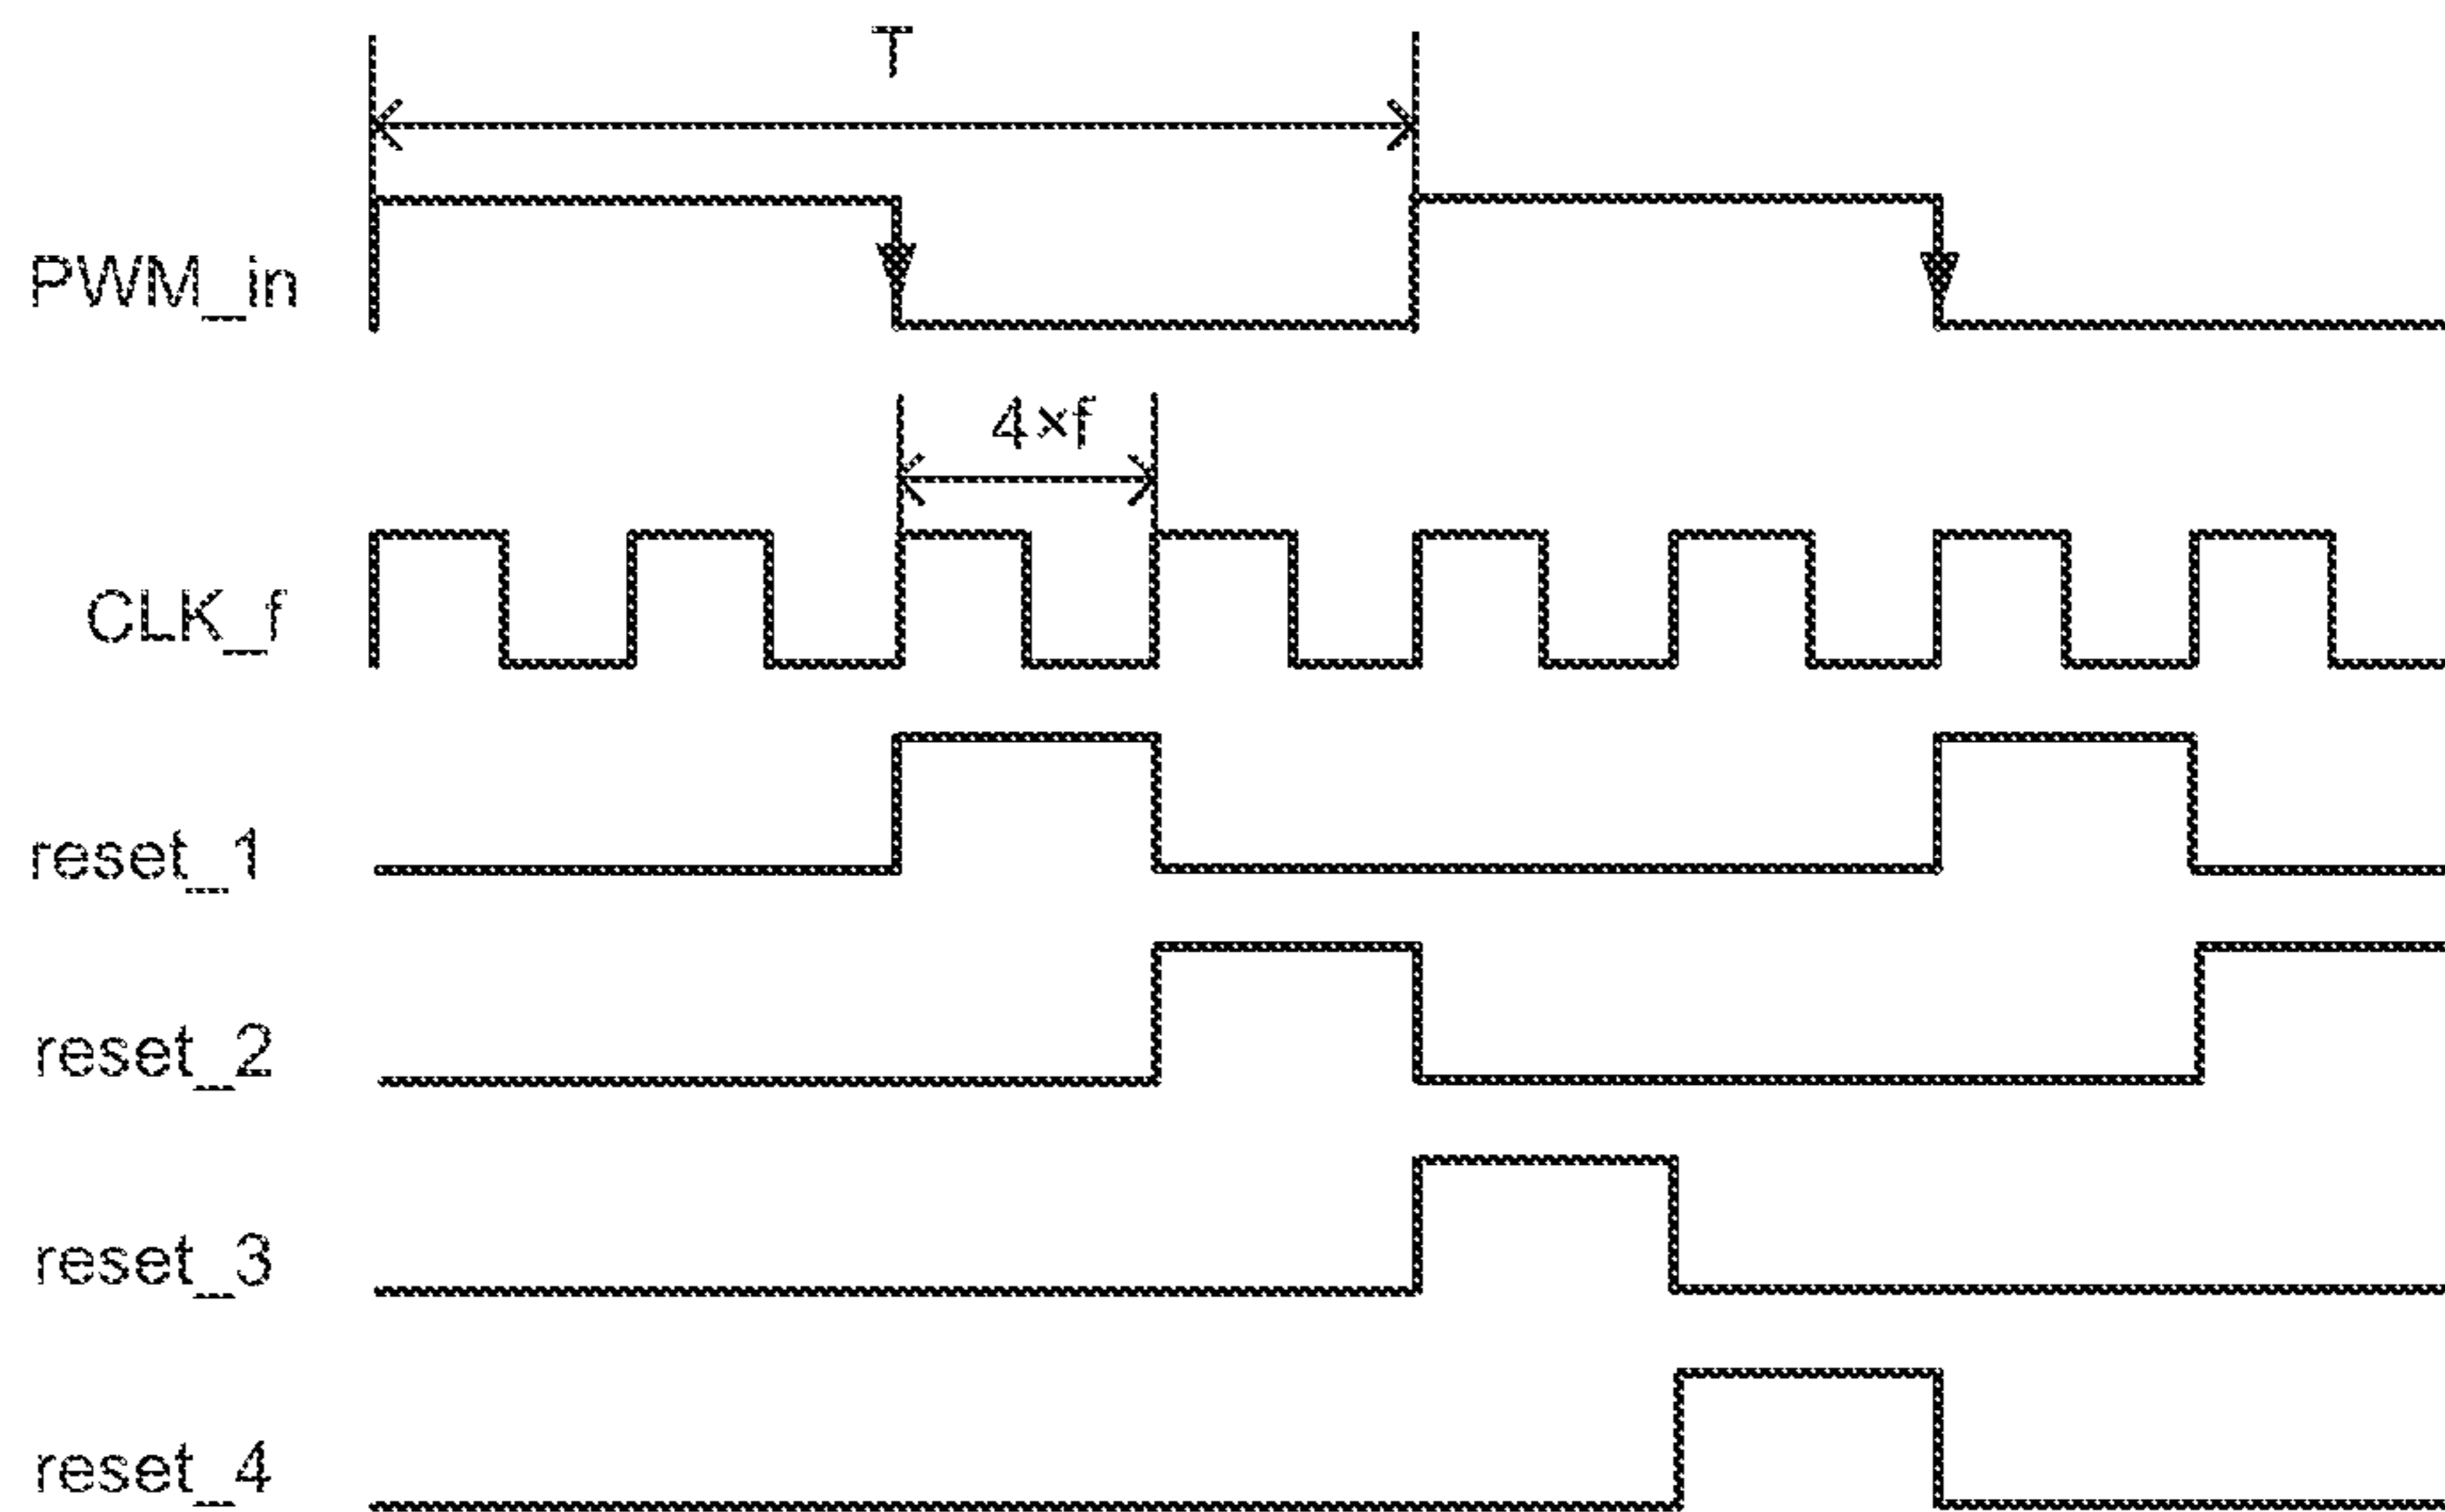 T
PWM_in
4×f
CLK_f
reset_1
reset_2
reset_3
reset_4